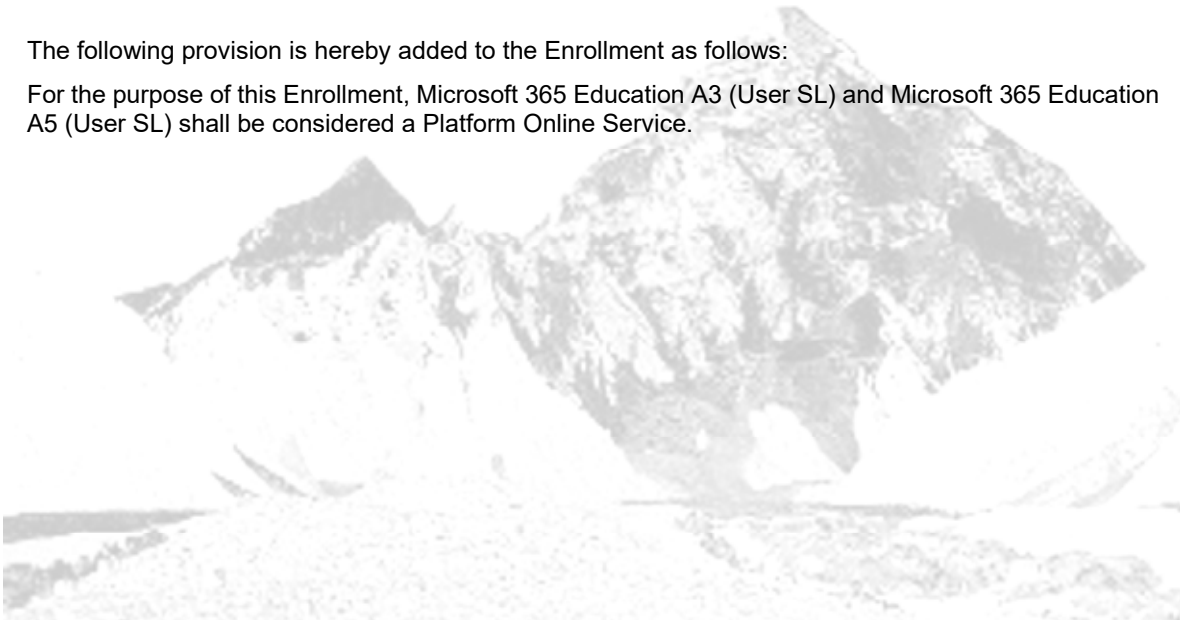 The following provision is hereby added to the Enrollment as follows:
For the purpose of this Enrollment, Microsoft 365 Education A3 (User SL) and Microsoft 365 Education
A5 (User SL) shall be considered a Platform Online Service.